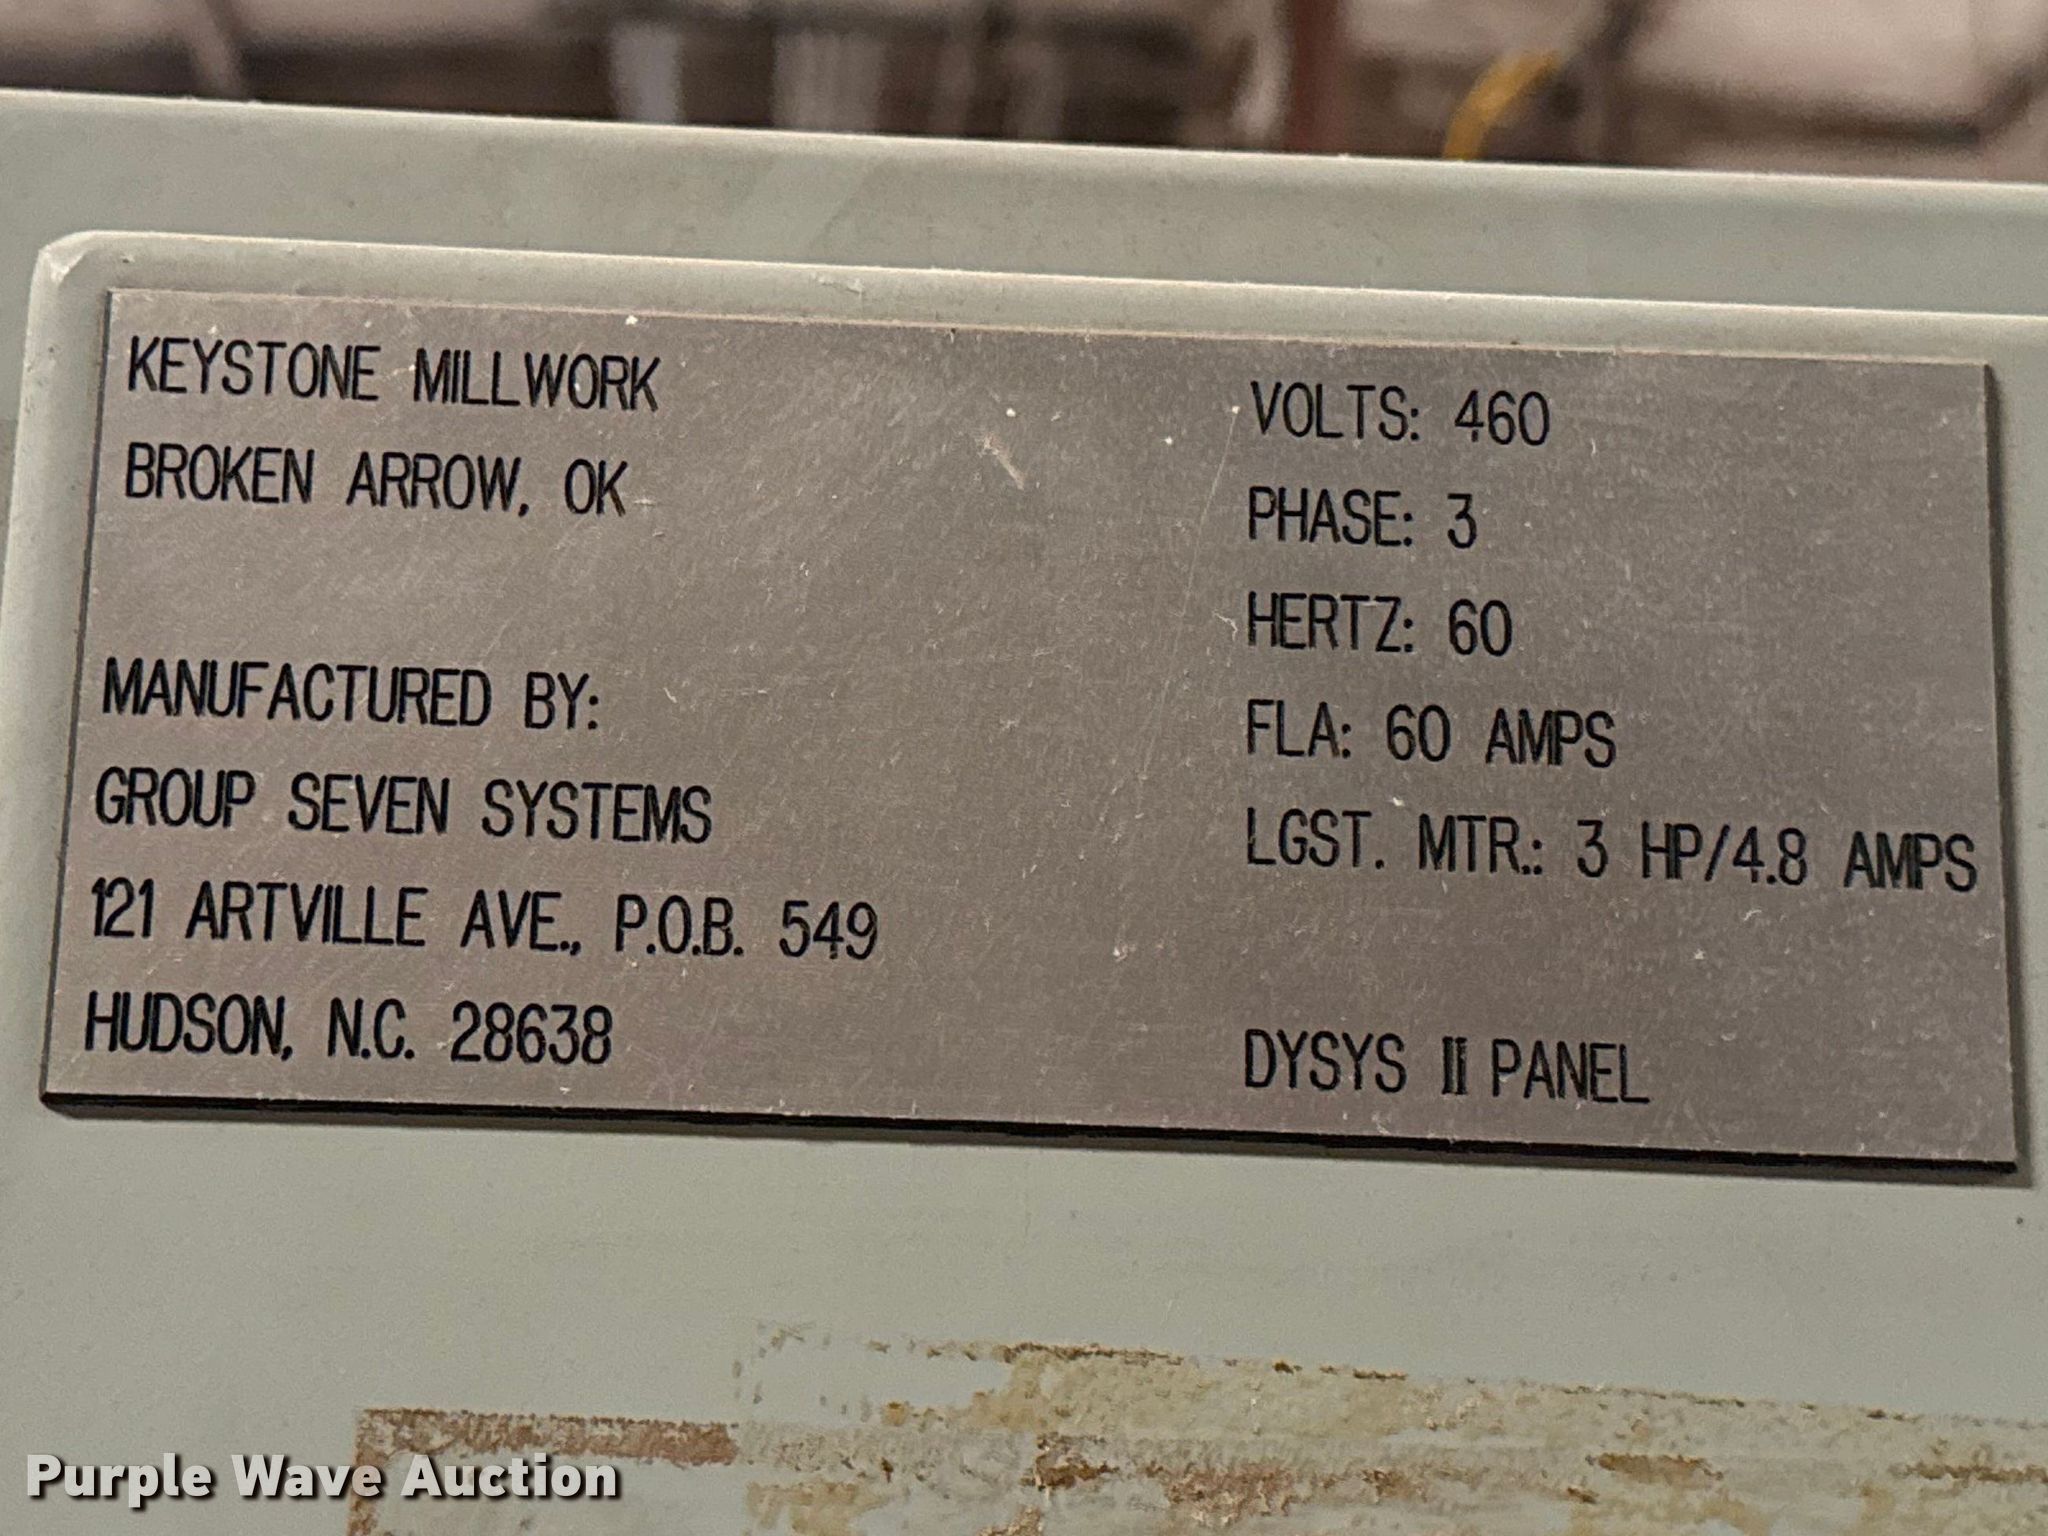 KEYSTONE MILLWORK
BROKEN ARROW, OK
MANUFACTURED BY:
GROUP SEVEN SYSTEMS
121 ARTVILLE AVE., P.O.B. 549
HUDSON, N.C. 28638
VOLTS: 460
PHASE: 3
HERTZ: 60
FLA: 60 AMPS
LGST. MTR.: 3 HP/4.8 AMPS
DYSYS II PANEL
Purple Wave Auction